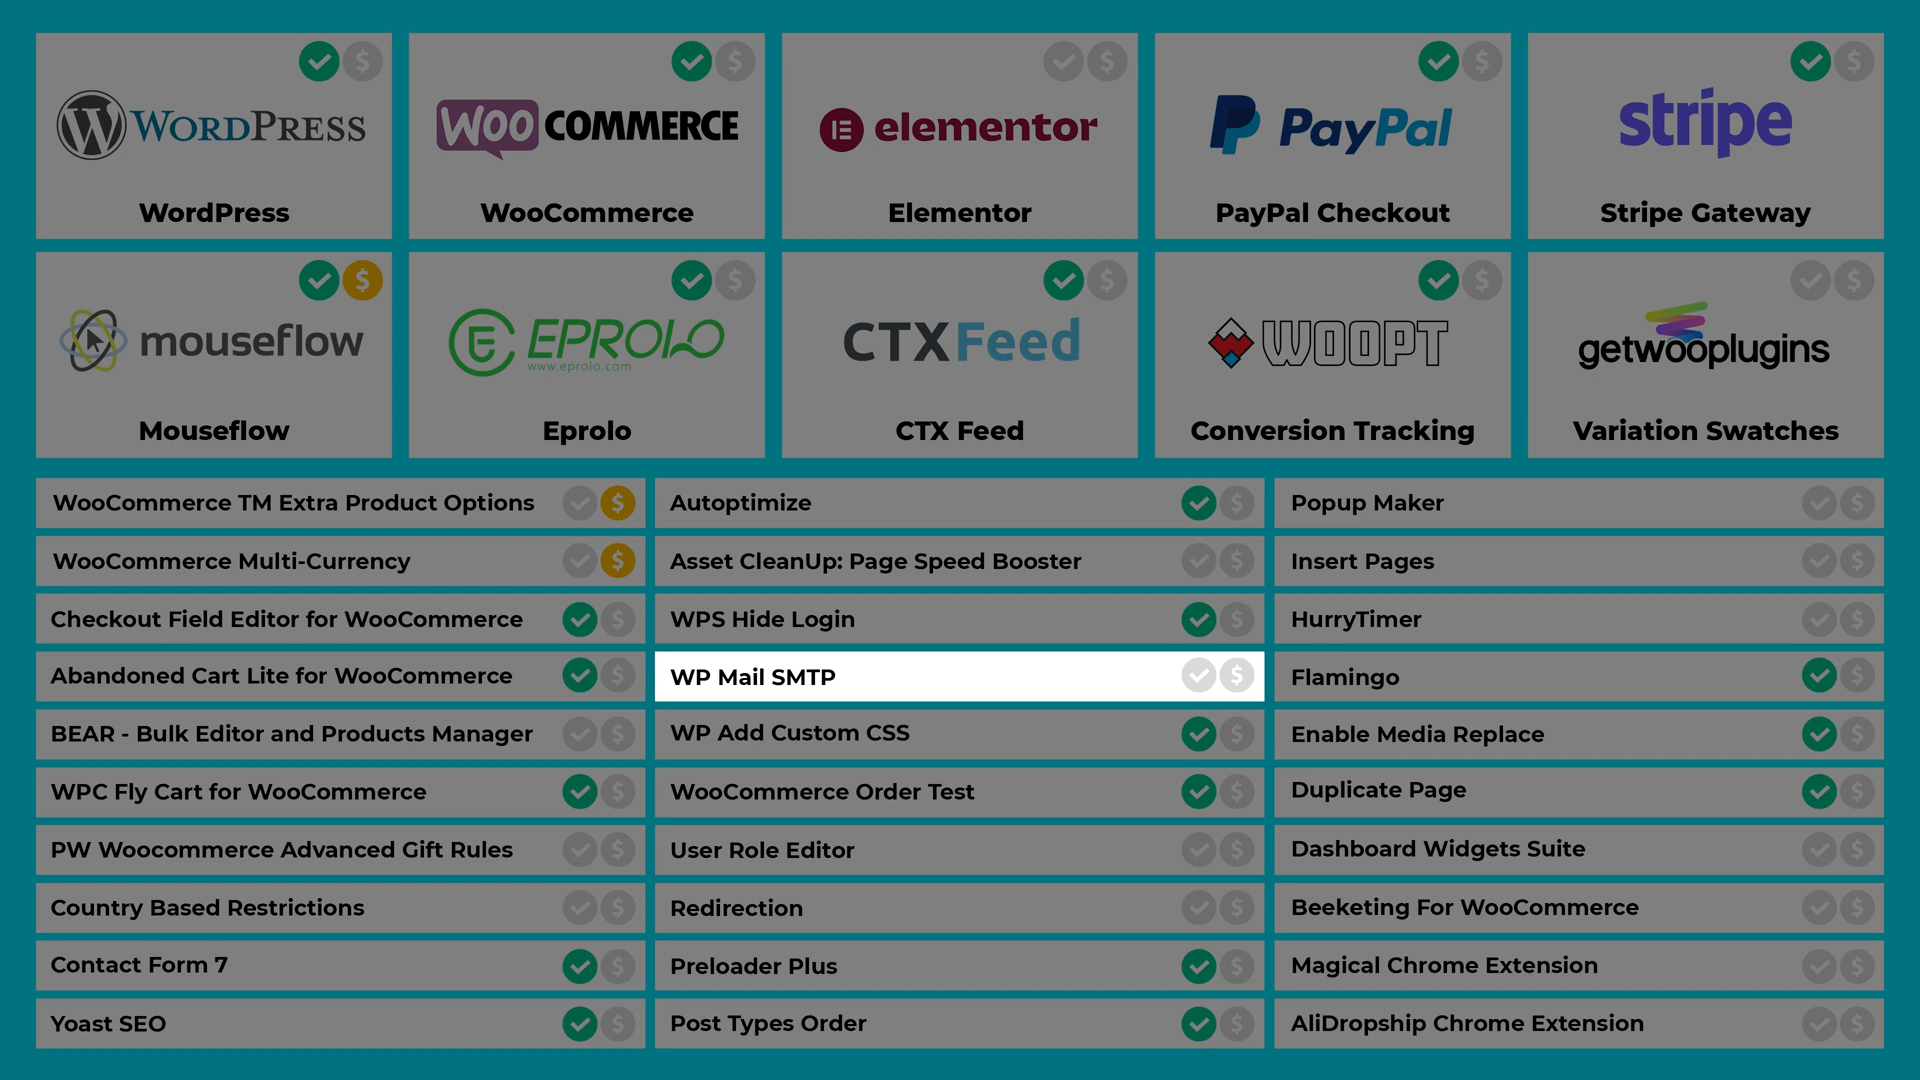 WORDPRESS
WordPress
WOO COMMERCE
WooCommerce
elementor
Elementor
PayPal
PayPal Checkout
stripe
Stripe Gateway
mouseflow
Mouseflow
EPROLO
www.eprolo.com
Eprolo
CTX Feed
CTX Feed
WOOPT
Conversion Tracking
getwooplugins
Variation Swatches
WooCommerce TM Extra Product Options
WooCommerce Multi-Currency
Checkout Field Editor for WooCommerce
Abandoned Cart Lite for WooCommerce
BEAR - Bulk Editor and Products Manager
WPC Fly Cart for WooCommerce
PW Woocommerce Advanced Gift Rules
Country Based Restrictions
Contact Form 7
Yoast SEO
Autoptimize
Asset CleanUp: Page Speed Booster
WPS Hide Login
WP Mail SMTP
WP Add Custom CSS
WooCommerce Order Test
User Role Editor
Redirection
Preloader Plus
Post Types Order
Popup Maker
Insert Pages
HurryTimer
Flamingo
Enable Media Replace
Duplicate Page
Dashboard Widgets Suite
Beeketing For WooCommerce
Magical Chrome Extension
AliDropship Chrome Extension